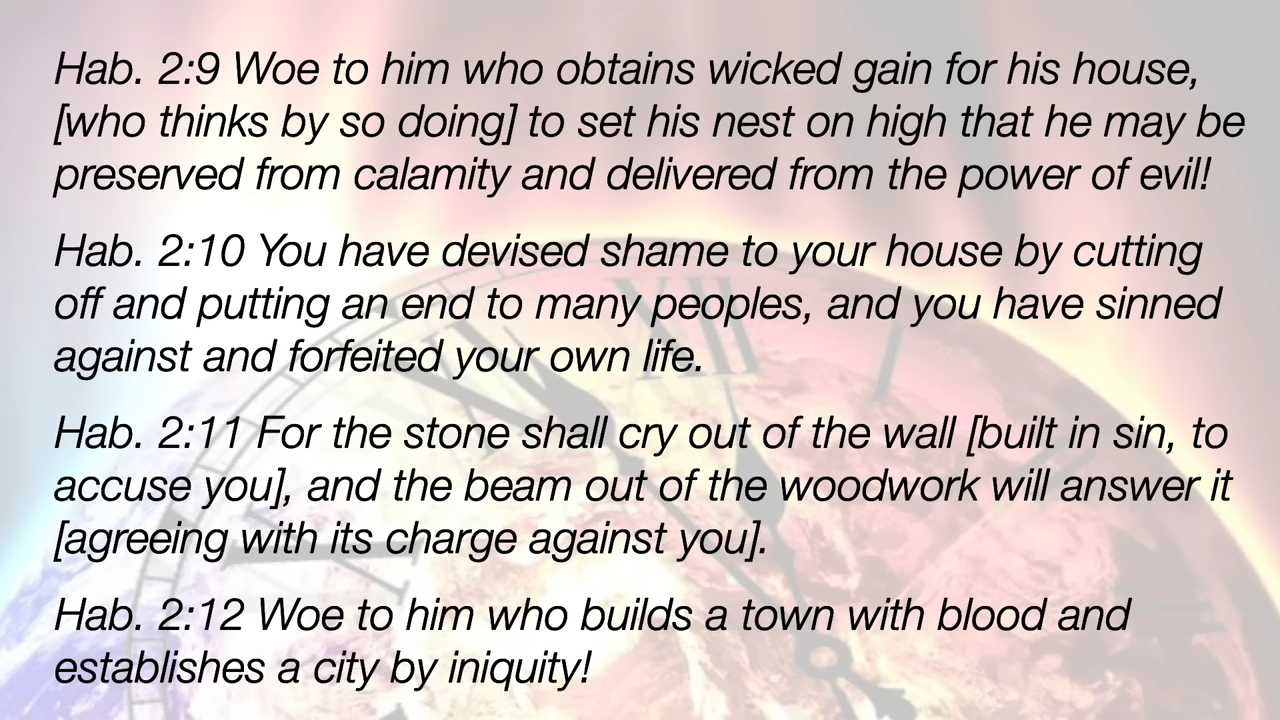 Hab. 2:9 Woe to him who obtains wicked gain for his house,
[who thinks by so doing] to set his nest on high that he may be
preserved from calamity and delivered from the power of evil!
Hab. 2:10 You have devised shame to your house by cutting
off and putting an end to many peoples, and you have sinned
against and forfeited your own life.
Hab. 2:11 For the stone shall cry out of the wall [built in sin, to
accuse you], and the beam out of the woodwork will answer it
[agreeing with its charge against you].
Hab. 2:12 Woe to him who builds a town with blood and
establishes a city by iniquity!
XII